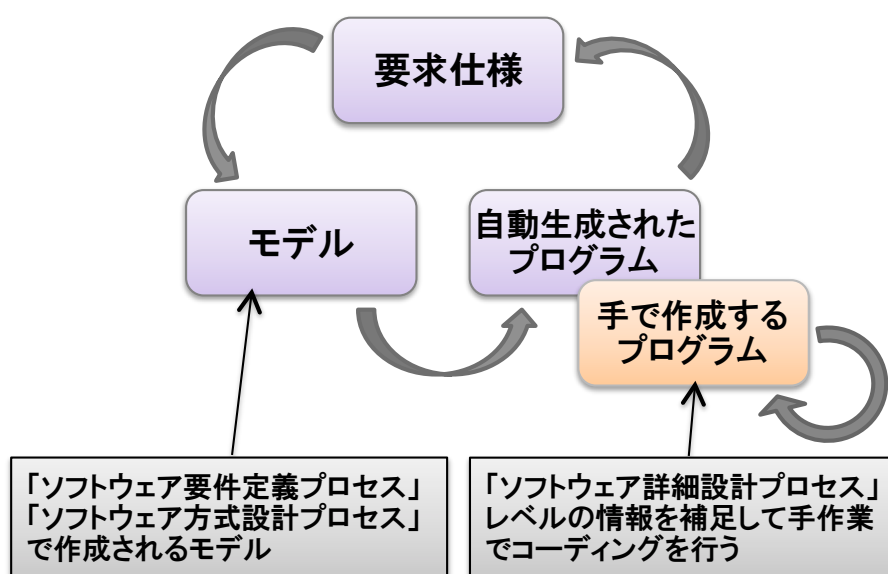 要求仕様
モデル
自動生成された
プログラム
手で作成する
プログラム
「ソフトウェア要件定義プロセス」
「ソフトウェア方式設計プロセス」
で作成されるモデル
「ソフトウェア詳細設計プロセス」
レベルの情報を補足して手作業
でコーディングを行う